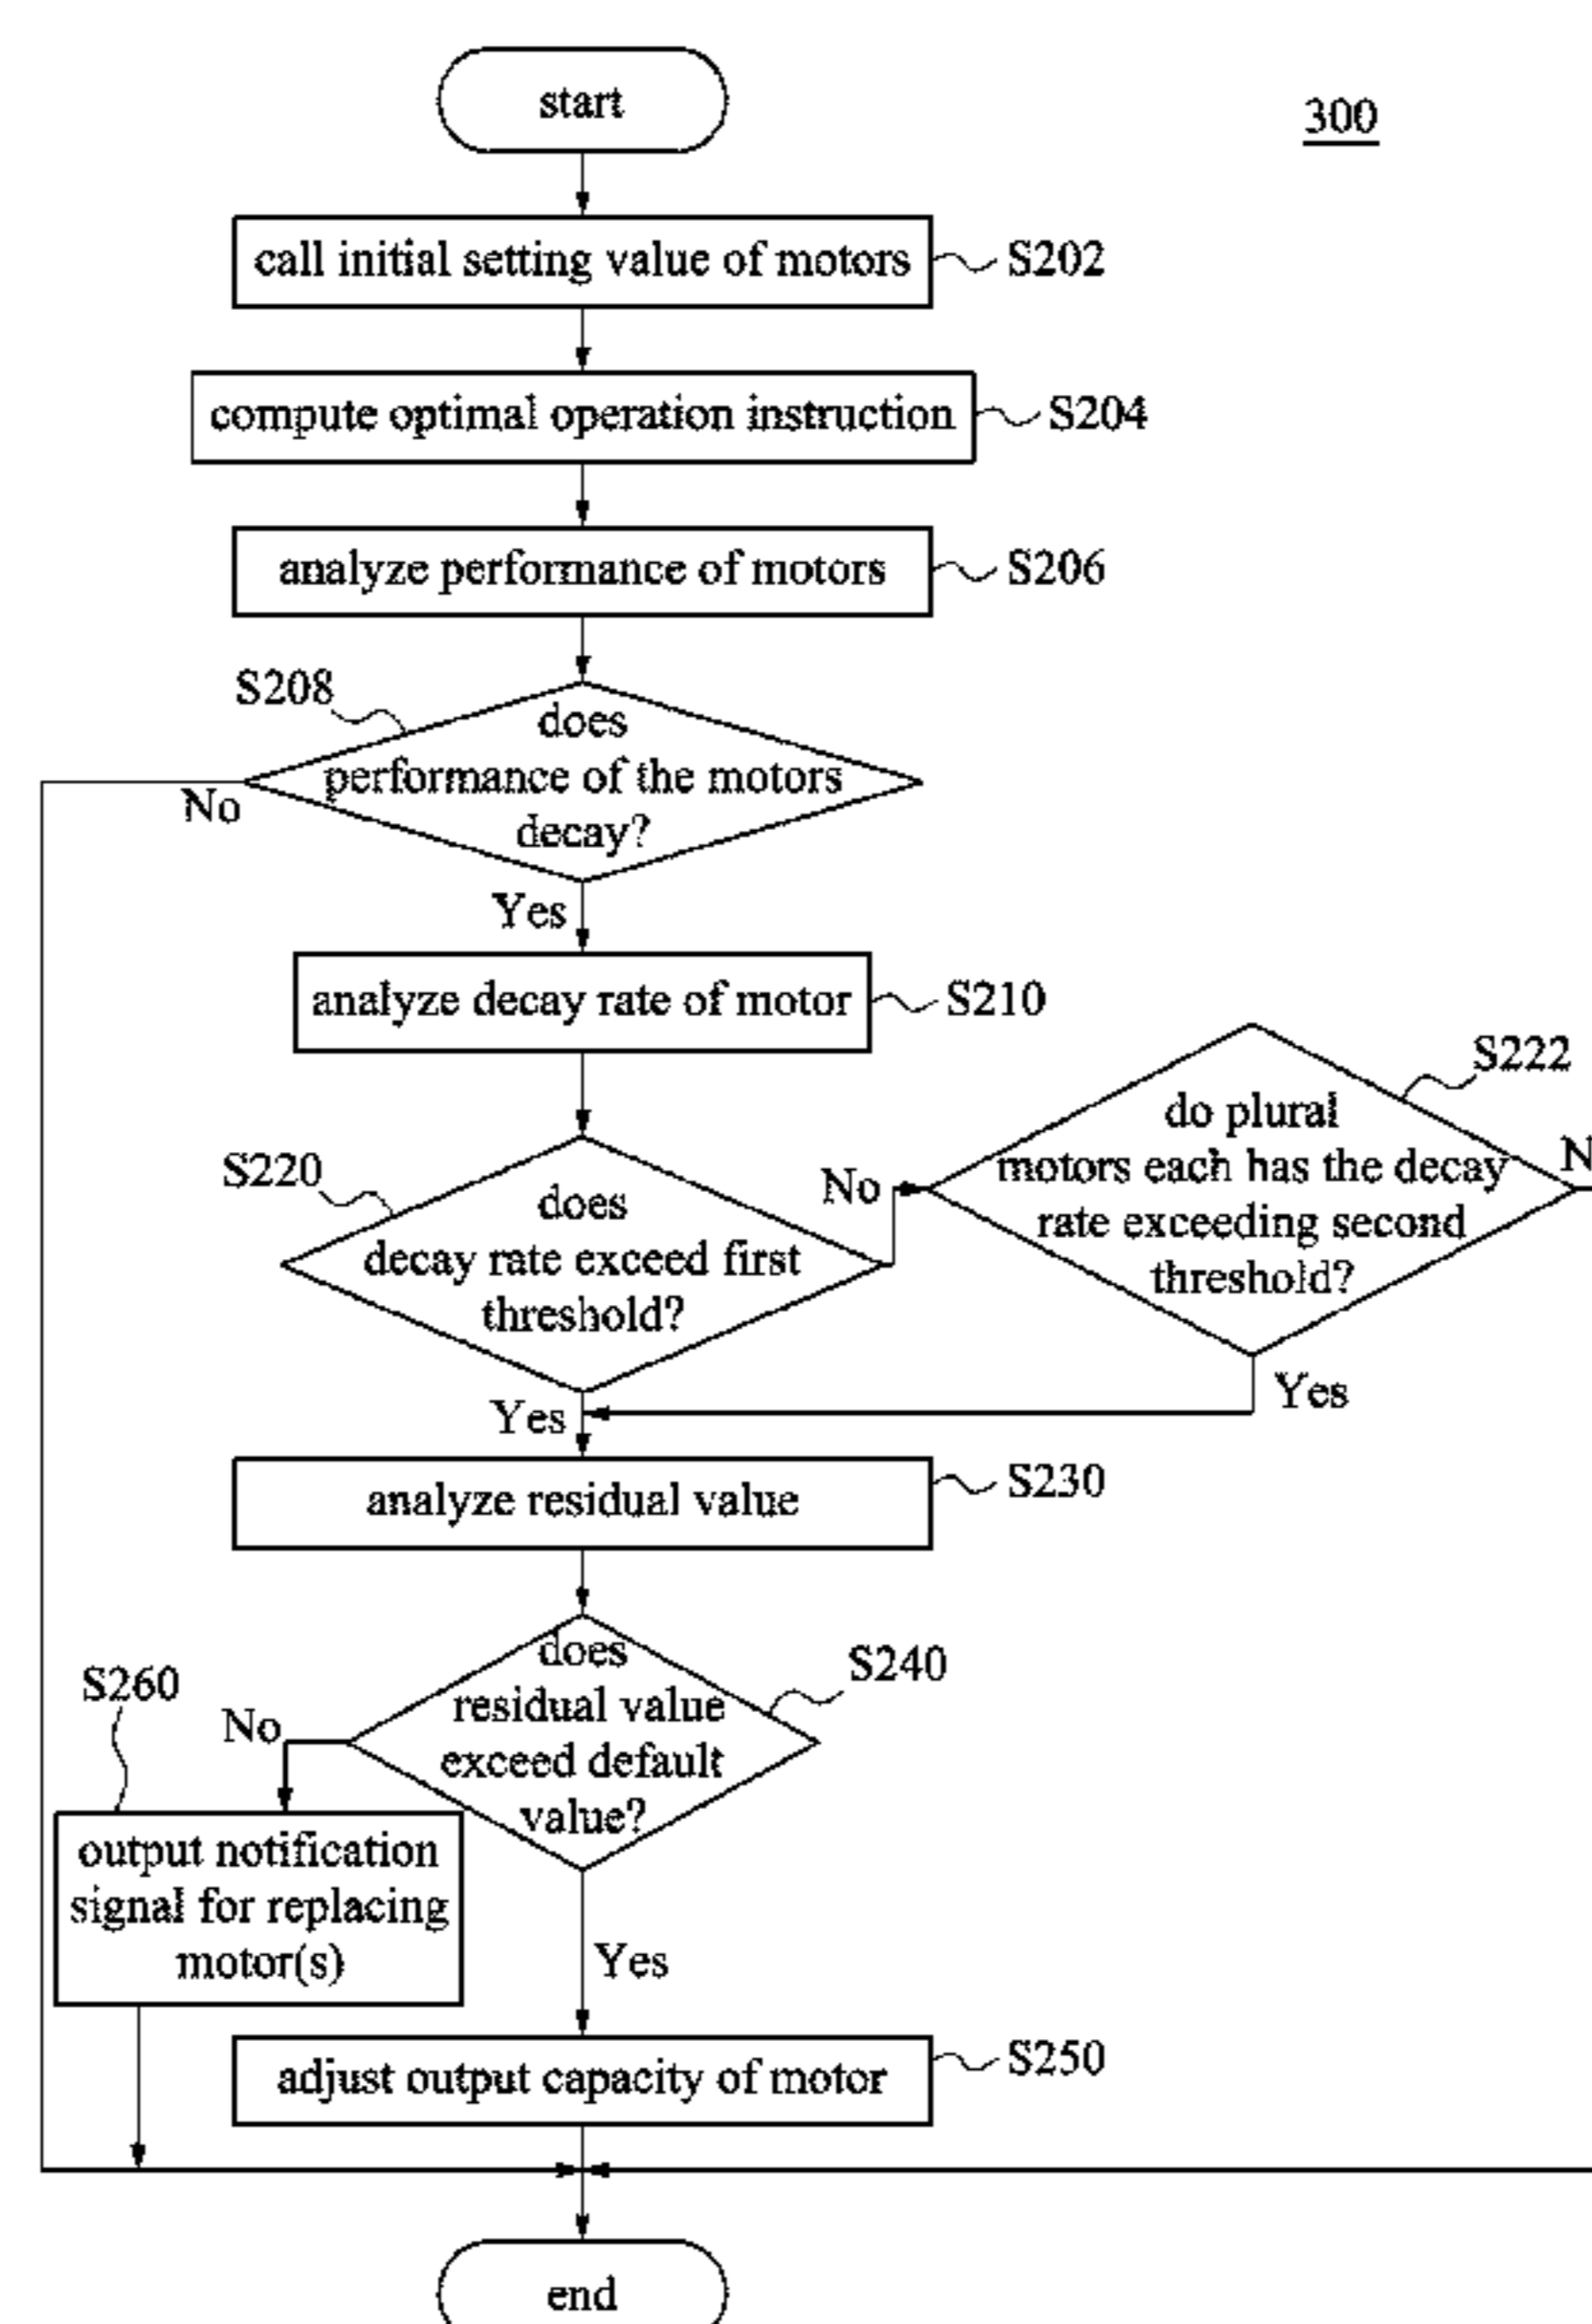 start
300
call initial setting value of motors
S202
compute optimal operation instruction
S204
analyze performance of motors
S206
S208
does
performance of the motors
decay?
No
Yes
analyze decay rate of motor
S210
S220
does
decay rate exceed first
threshold?
No
S222
do plural
motors each has the decay
rate exceeding second
threshold?
N
Yes
Yes
analyze residual value
S230
does
residual value
exceed default
value?
S240
S260
No
output notification
signal for replacing
motor(s)
Yes
adjust output capacity of motor
S250
end